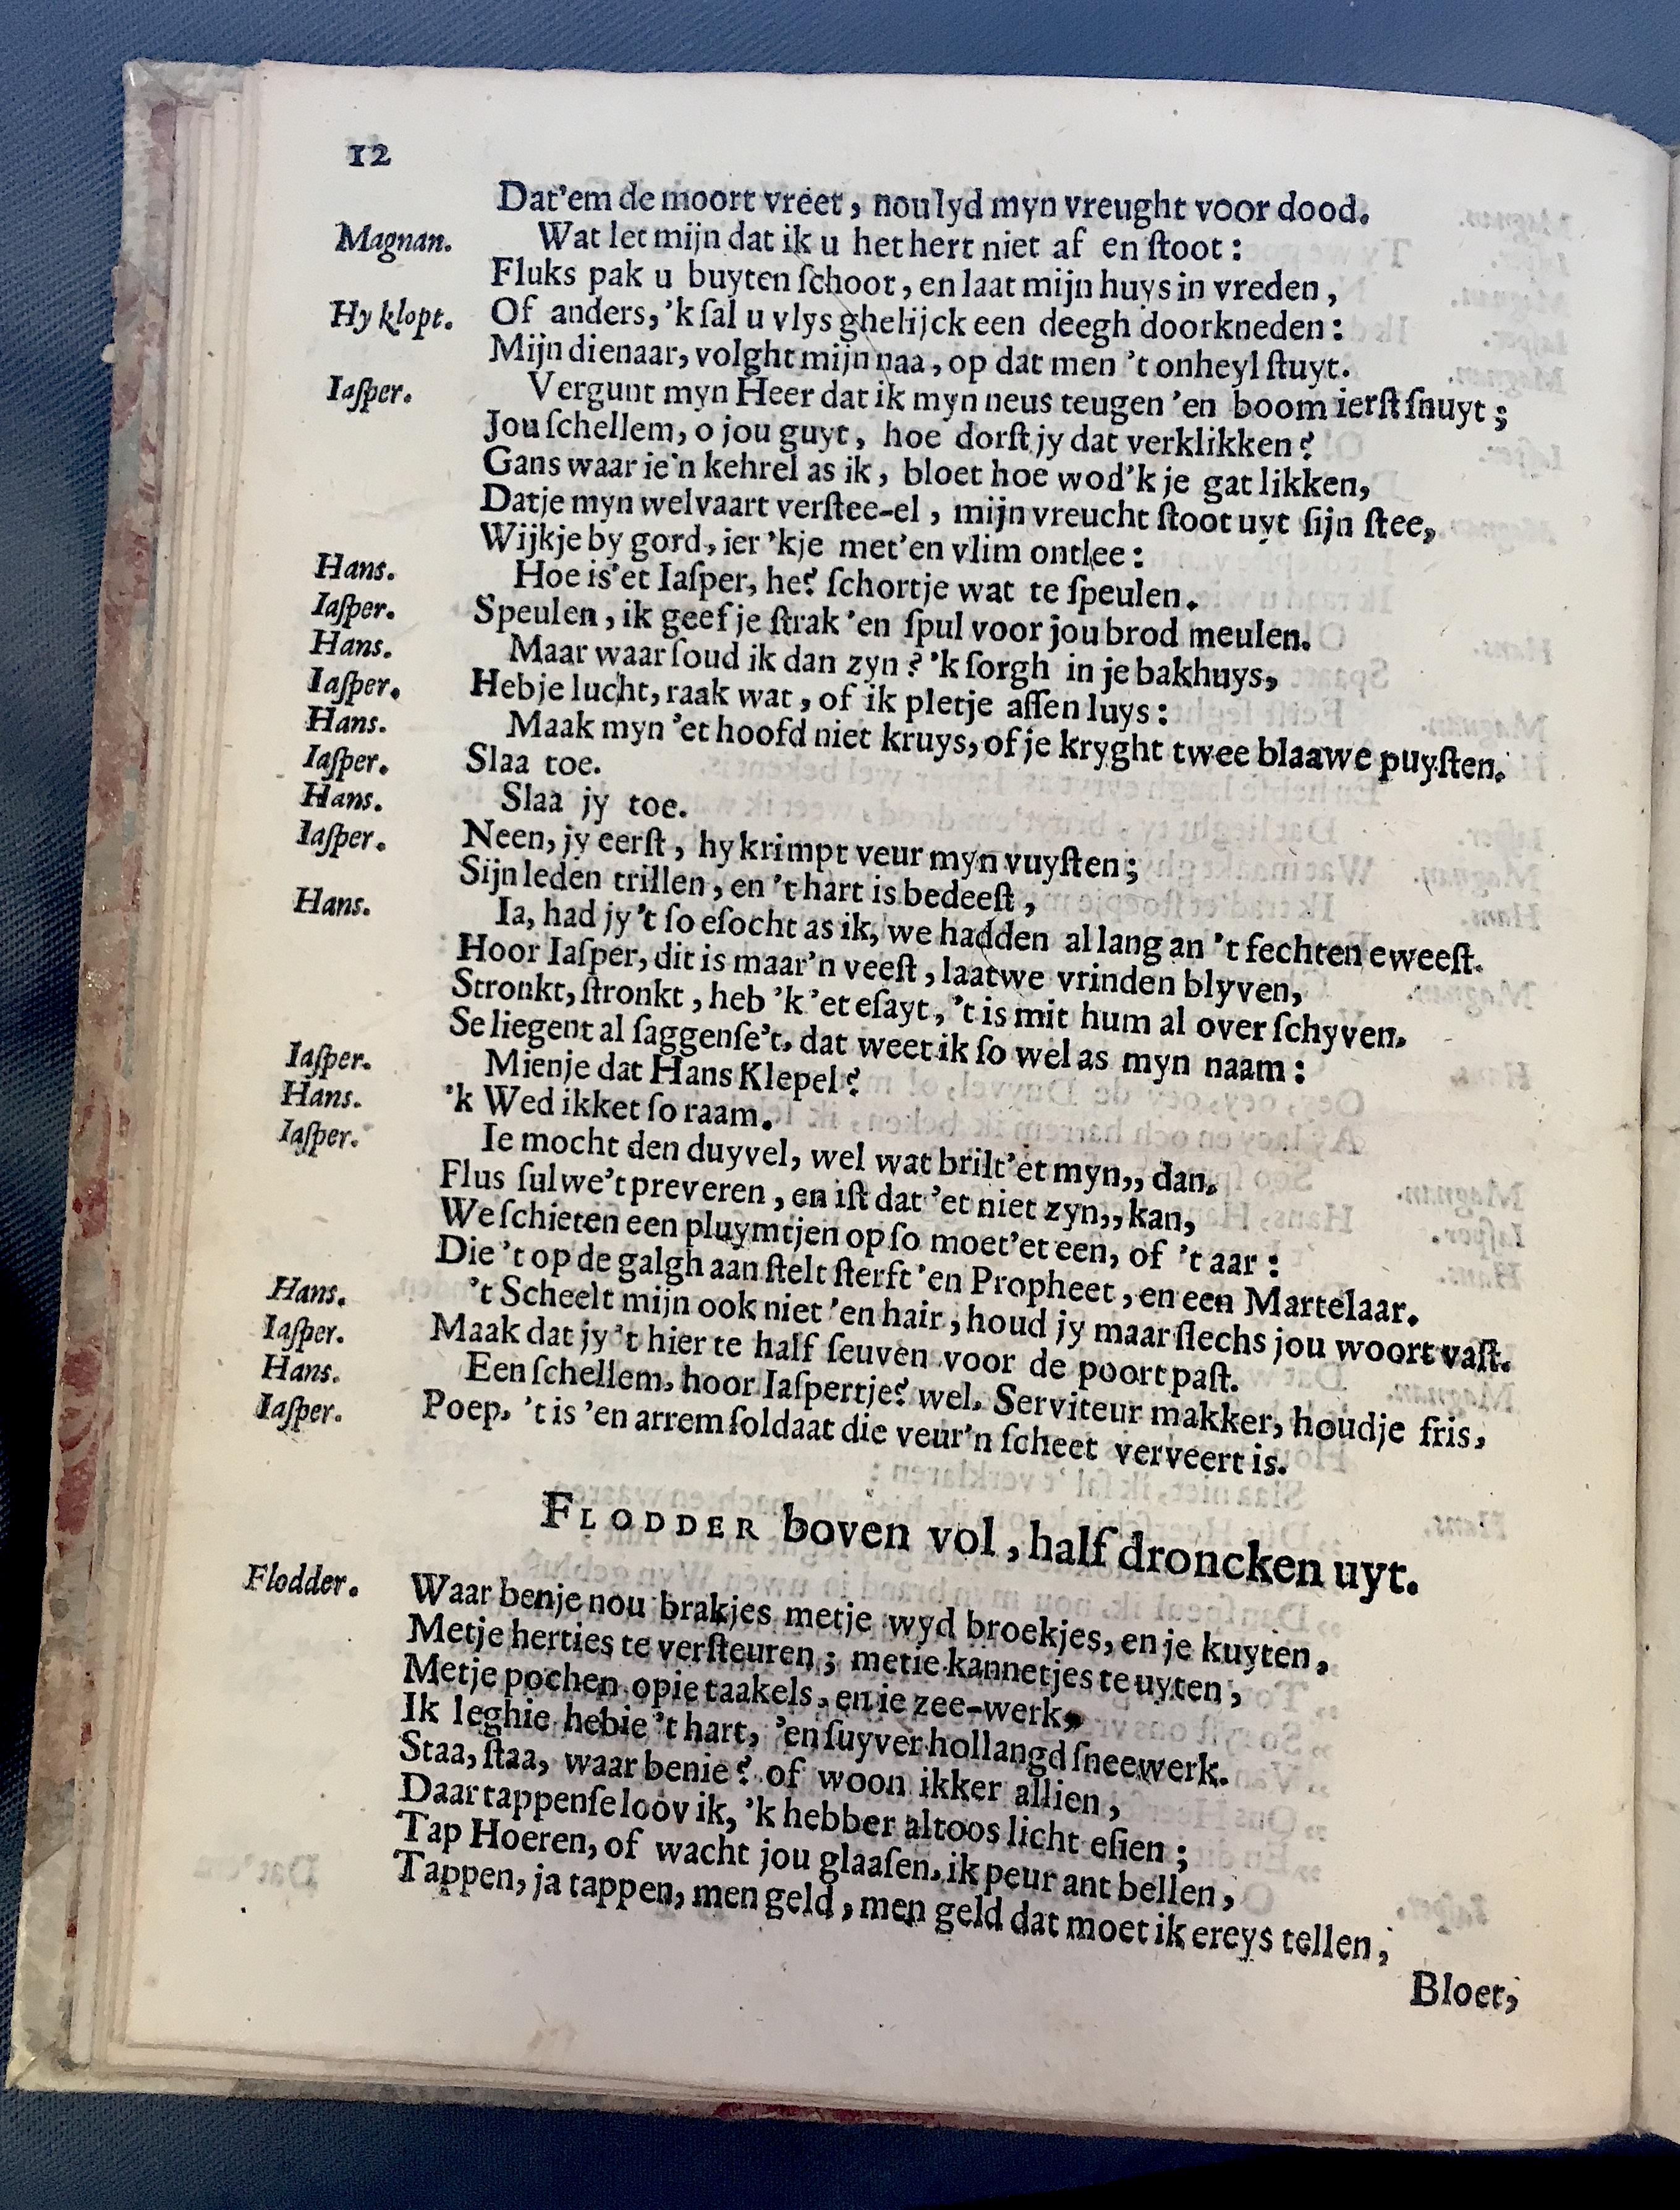 12
Dat'em de moort vreet, nou lyd myn vreught voor dood.
Magnan. Wat let mijn dat ik u het hert niet af en ſtoot:
Fluks pak u buyten ſchoot, en laat mijn huys in vreden,
Hy klopt. Of anders, 'k ſal u vlys ghelijck een deegh doorkneden:
Mijn dienaar, volght mijn naa, op dat men 't onheyl ſtuyt.
Iaſper. Vergunt myn Heer dat ik myn neus teugen 'en boom ierſt ſnuyt;
Jou ſchellem, o jou guyt, hoe dorſt jy dat verklikken?
Gans waar ie'n kehrel as ik, bloet hoe wod'k je gat likken,
Datje myn welvaart verſtee-el, mijn vreucht ſtoot uyt ſijn ſtee,
Wijkje by gord, ier 'kje met'en vlim ontlee:
Hans. Hoe is'et Iaſper, he? ſchortje wat te ſpeulen.
Iaſper. Speulen, ik geef je ſtrak 'en ſpul voor jou brod meulen.
Hans. Maar waar ſoud ik dan zyn? 'k ſorgh in je bakhuys,
Iaſper. Hebje lucht, raak wat, of ik pletje aſſen luys:
Hans. Maak myn 'et hoofd niet kruys, of je kryght twee blaawe puyſten.
Iaſper. Slaa toe.
Hans. Slaa jy toe.
Iaſper. Neen, jy eerſt, hy krimpt veur myn vuyſten;
Sijn leden trillen, en 't hart is bedeeſt,
Hans. Ia, had jy 't ſo eſocht as ik, we hadden al lang an 't fechten eweeſt.
Hoor Iaſper, dit is maar'n veeſt, laatwe vrinden blyven,
Stronkt, ſtronkt, heb 'k 'et eſayt, 't is mit hum al over ſchyven.
Se liegent al ſaggenſe't, dat weet ik ſo wel as myn naam:
Iaſper. Mienje dat Hans Klepel?
Hans. 'k Wed ikket ſo raam.
Iaſper. Ie mocht den duyvel, wel wat brilt'et myn,, dan.
Flus ſulwe't preveren, en iſt dat 'et niet zyn,, kan,
We ſchieten een pluymtjen op ſo moet'et een, of 't aar:
Die 't op de galgh aan ſtelt ſterft 'en Propheet, en een Martelaar.
Hans. 't Scheelt mijn ook niet 'en hair, houd jy maar ſlechs jou woort vaſt.
Iaſper. Maak dat jy 't hier te half ſeuven voor de poort paſt.
Hans. Een ſchellem, hoor Iaſpertje? wel. Serviteur makker, houdje fris,
Iaſper. Poep, 't is 'en arrem ſoldaat die veur'n ſcheet verveert is.
FLODDER boven vol, half droncken uyt.
Flodder. Waar benje nou brakjes metje wyd broekjes, en je kuyten,
Metje herties te verſteuren; metie kannetjes te uyten;
Metje pochen opie taakels, en ie zee-werk,
Ik leghie hebie 't hart, 'en ſuyver hollangd ſneewerk.
Staa, ſtaa, waar benie? of woon ikker allien,
Daar tappenſe loov ik, 'k hebber altoos licht eſien;
Tap Hoeren, of wacht jou glaaſen, ik peur ant bellen,
Tappen, ja tappen, men geld, men geld dat moet ik ereys tellen,
Bloet,